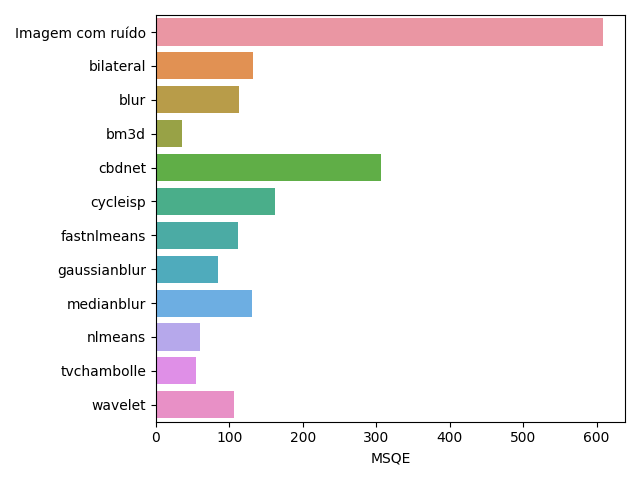 Imagem com ruído
bilateral
blur
bm3d
cbdnet
cycleisp
fastnlmeans
gaussianblur
medianblur
nlmeans
tvchambolle
wavelet
0 100 200 300 400 500 600
MSQE